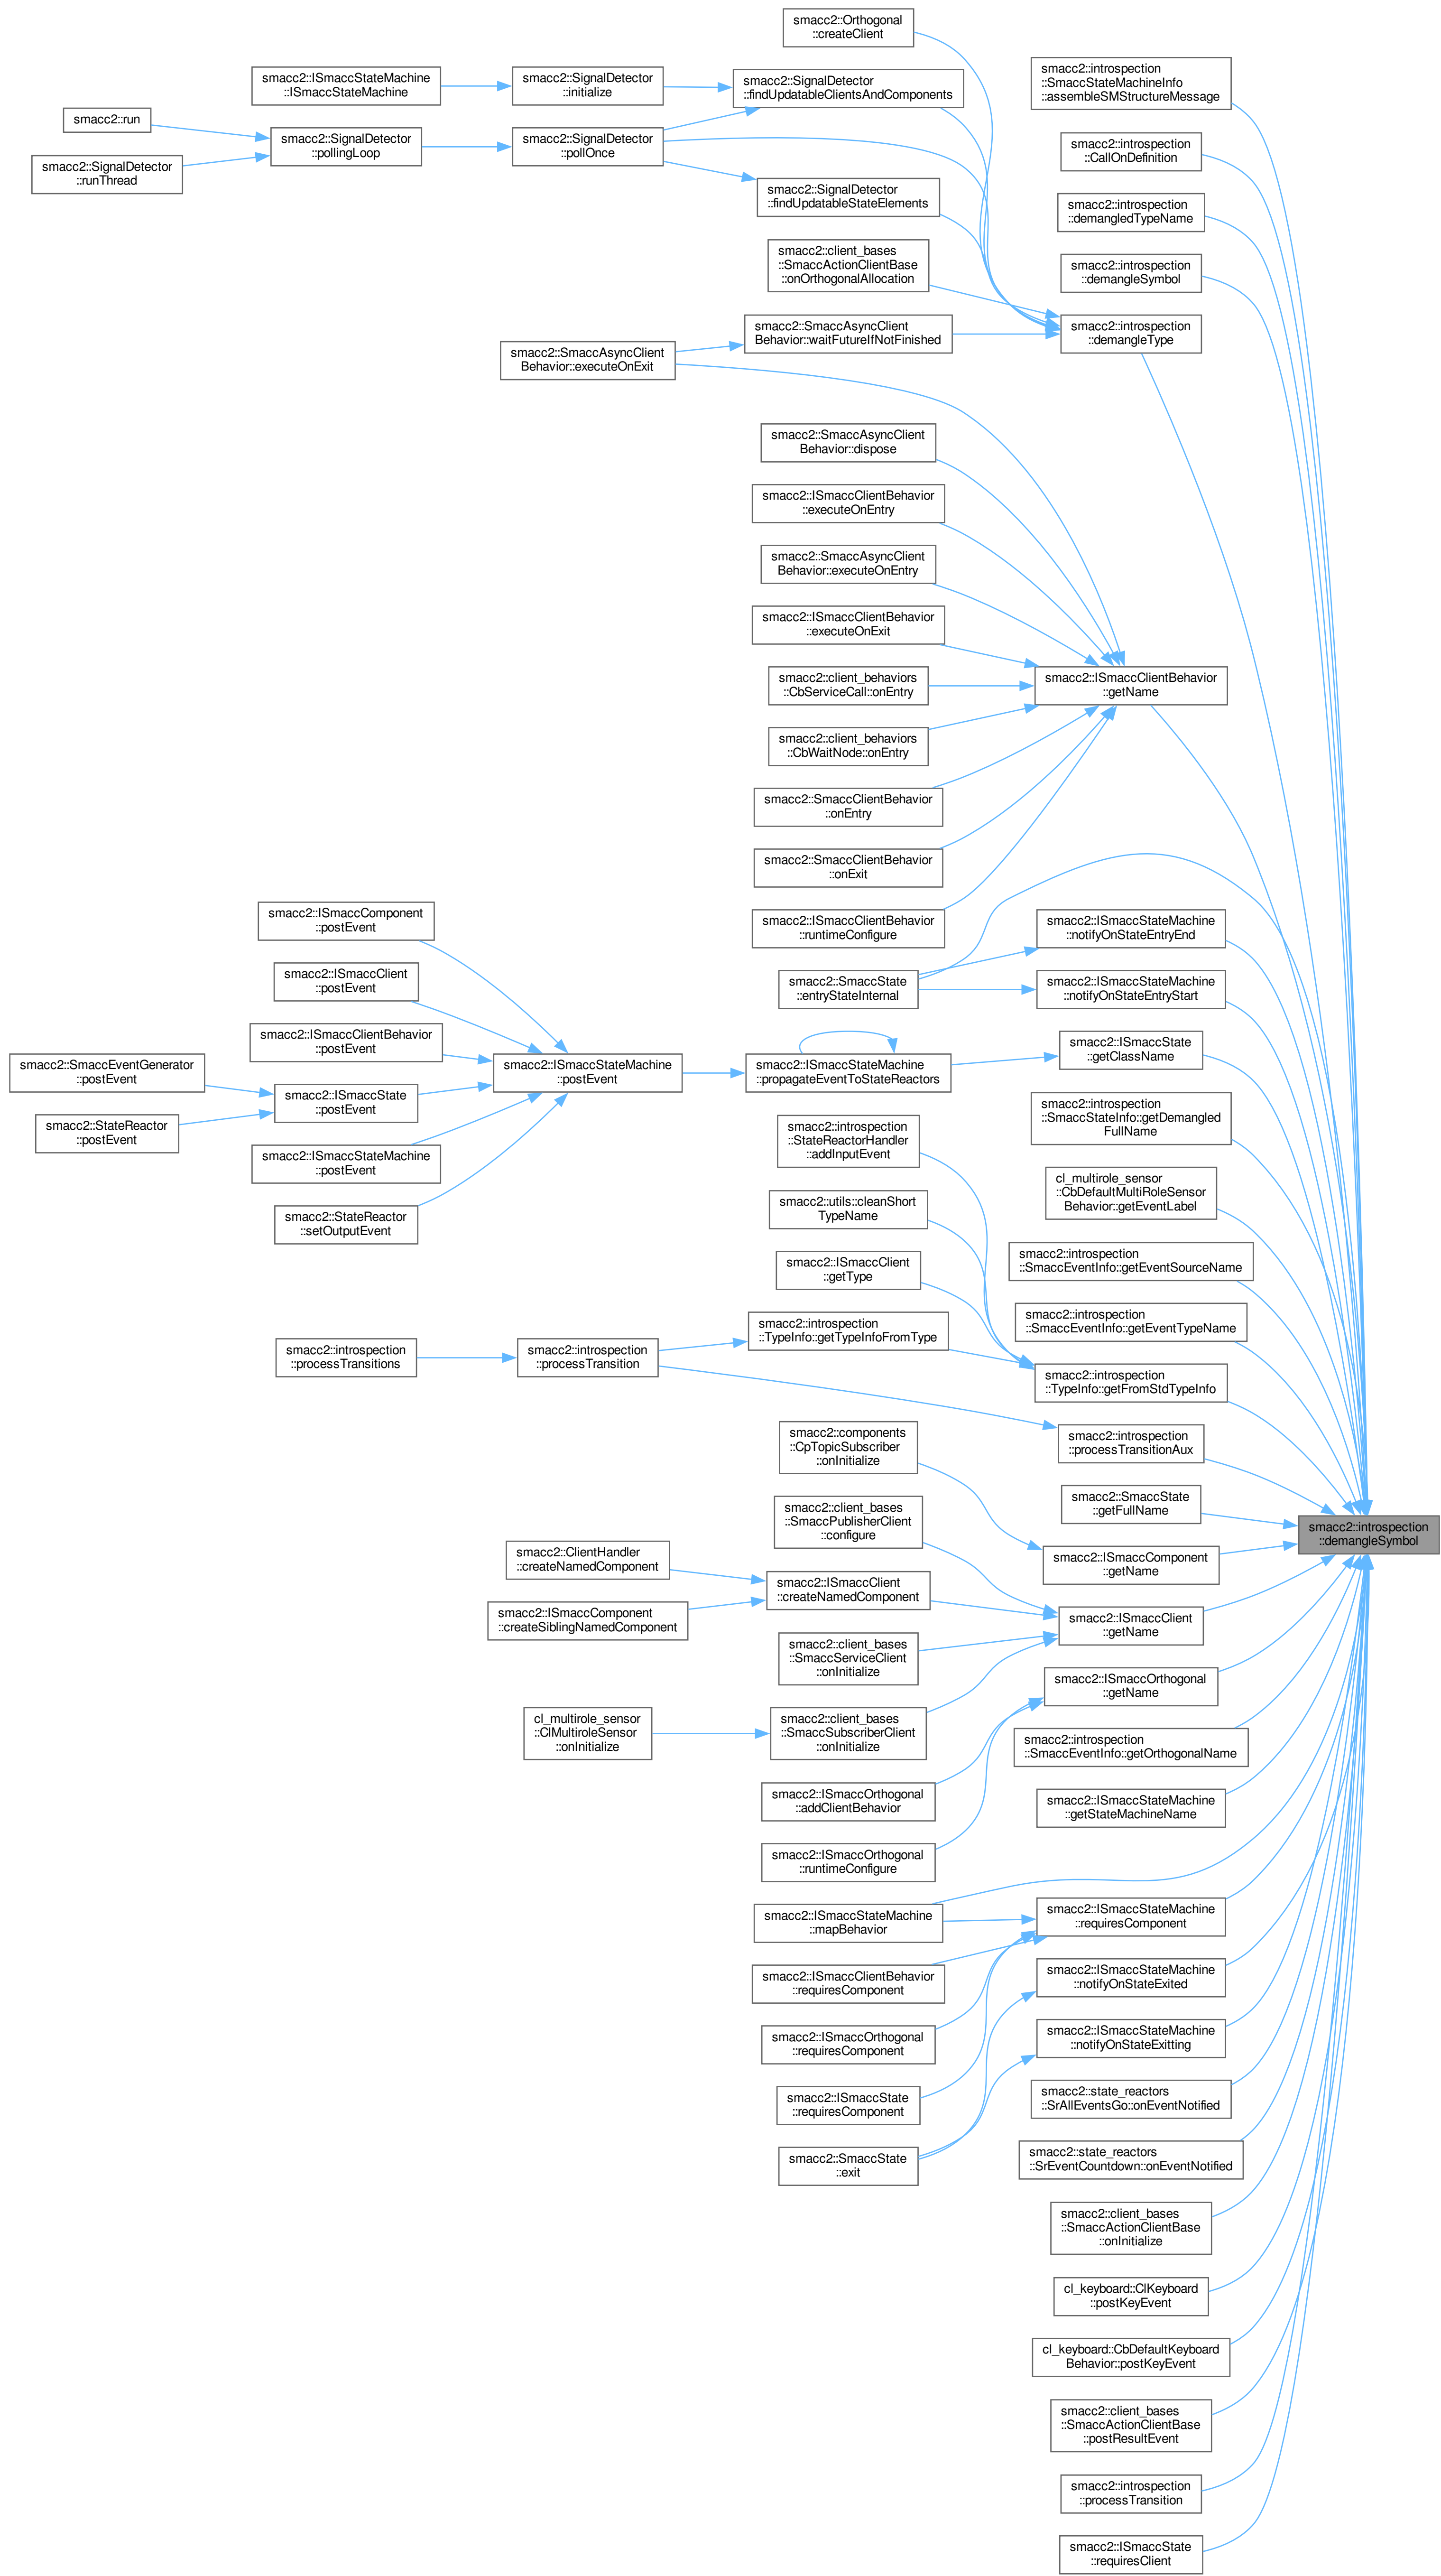 smacc2::Orthogonal
::createClient
smacc2::introspection
::SmaccStateMachineInfo
::assembleSMStructureMessage
smacc2::ISmaccStateMachine
::ISmaccStateMachine
smacc2::SignalDetector
::initialize
smacc2::SignalDetector
::findUpdatableClientsAndComponents
smacc2::run
smacc2::SignalDetector
::pollingLoop
smacc2::SignalDetector
::pollOnce
smacc2::introspection
::CallOnDefinition
smacc2::SignalDetector
::runThread
smacc2::SignalDetector
::findUpdatableStateElements
smacc2::introspection
::demangledTypeName
smacc2::client_bases
::SmaccActionClientBase
::onOrthogonalAllocation
smacc2::introspection
::demangleSymbol
smacc2::SmaccAsyncClient
Behavior::waitFutureIfNotFinished
smacc2::introspection
::demangleType
smacc2::SmaccAsyncClient
Behavior::executeOnExit
smacc2::SmaccAsyncClient
Behavior::dispose
smacc2::ISmaccClientBehavior
::executeOnEntry
smacc2::SmaccAsyncClient
Behavior::executeOnEntry
smacc2::ISmaccClientBehavior
::executeOnExit
smacc2::client_behaviors
::CbServiceCall::onEntry
smacc2::ISmaccClientBehavior
::getName
smacc2::client_behaviors
::CbWaitNode::onEntry
smacc2::SmaccClientBehavior
::onEntry
smacc2::SmaccClientBehavior
::onExit
smacc2::ISmaccClientBehavior
::runtimeConfigure
smacc2::ISmaccStateMachine
::notifyOnStateEntryEnd
smacc2::ISmaccComponent
::postEvent
smacc2::ISmaccClient
::postEvent
smacc2::SmaccState
::entryStateInternal
smacc2::ISmaccStateMachine
::notifyOnStateEntryStart
smacc2::ISmaccClientBehavior
::postEvent
smacc2::ISmaccState
::getClassName
smacc2::SmaccEventGenerator
::postEvent
smacc2::ISmaccState
::postEvent
smacc2::ISmaccStateMachine
::postEvent
smacc2::ISmaccStateMachine
::propagateEventToStateReactors
smacc2::StateReactor
::postEvent
smacc2::ISmaccStateMachine
::postEvent
smacc2::StateReactor
::setOutputEvent
smacc2::introspection
::SmaccStateInfo::getDemangled
FullName
smacc2::introspection
::StateReactorHandler
::addInputEvent
cl_multirole_sensor
::CbDefaultMultiRoleSensor
Behavior::getEventLabel
smacc2::utils::cleanShort
TypeName
smacc2::introspection
::SmaccEventInfo::getEventSourceName
smacc2::ISmaccClient
::getType
smacc2::introspection
::SmaccEventInfo::getEventTypeName
smacc2::introspection
::processTransitions
smacc2::introspection
::processTransition
smacc2::introspection
::TypeInfo::getTypeInfoFromType
smacc2::introspection
::TypeInfo::getFromStdTypeInfo
smacc2::components
::CpTopicSubscriber
::onInitialize
smacc2::introspection
::processTransitionAux
smacc2::SmaccState
::getFullName
smacc2::client_bases
::SmaccPublisherClient
::configure
smacc2::introspection
::demangleSymbol
smacc2::ClientHandler
::createNamedComponent
smacc2::ISmaccComponent
::getName
smacc2::ISmaccClient
::createNamedComponent
smacc2::ISmaccComponent
::createSiblingNamedComponent
smacc2::ISmaccClient
::getName
smacc2::client_bases
::SmaccServiceClient
::onInitialize
smacc2::ISmaccOrthogonal
::getName
cl_multirole_sensor
::ClMultiroleSensor
::onInitialize
smacc2::client_bases
::SmaccSubscriberClient
::onInitialize
smacc2::introspection
::SmaccEventInfo::getOrthogonalName
smacc2::ISmaccOrthogonal
::addClientBehavior
smacc2::ISmaccStateMachine
::getStateMachineName
smacc2::ISmaccOrthogonal
::runtimeConfigure
smacc2::ISmaccStateMachine
::mapBehavior
smacc2::ISmaccStateMachine
::requiresComponent
smacc2::ISmaccClientBehavior
::requiresComponent
smacc2::ISmaccStateMachine
::notifyOnStateExited
smacc2::ISmaccOrthogonal
::requiresComponent
smacc2::ISmaccStateMachine
::notifyOnStateExitting
smacc2::ISmaccState
::requiresComponent
smacc2::state_reactors
::SrAllEventsGo::onEventNotified
smacc2::SmaccState
::exit
smacc2::state_reactors
::SrEventCountdown::onEventNotified
smacc2::client_bases
::SmaccActionClientBase
::onInitialize
cl_keyboard::ClKeyboard
::postKeyEvent
cl_keyboard::CbDefaultKeyboard
Behavior::postKeyEvent
smacc2::client_bases
::SmaccActionClientBase
::postResultEvent
smacc2::introspection
::processTransition
smacc2::ISmaccState
::requiresClient